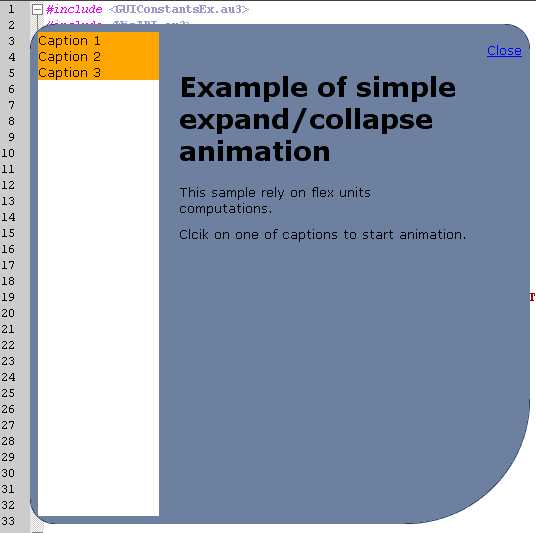 1 #include <GUIConstantsEx.au3>
2
3 Caption 1
4 Caption 2
5 Caption 3
Close
6
7
8
9
10
11
12
13
14
15
16
17
18
19
20
21
22
23
24
25
26
27
28
29
30
31
32
33
Example of simple
expand/collapse
animation
This sample rely on flex units
computations.
Clcik on one of captions to start animation.